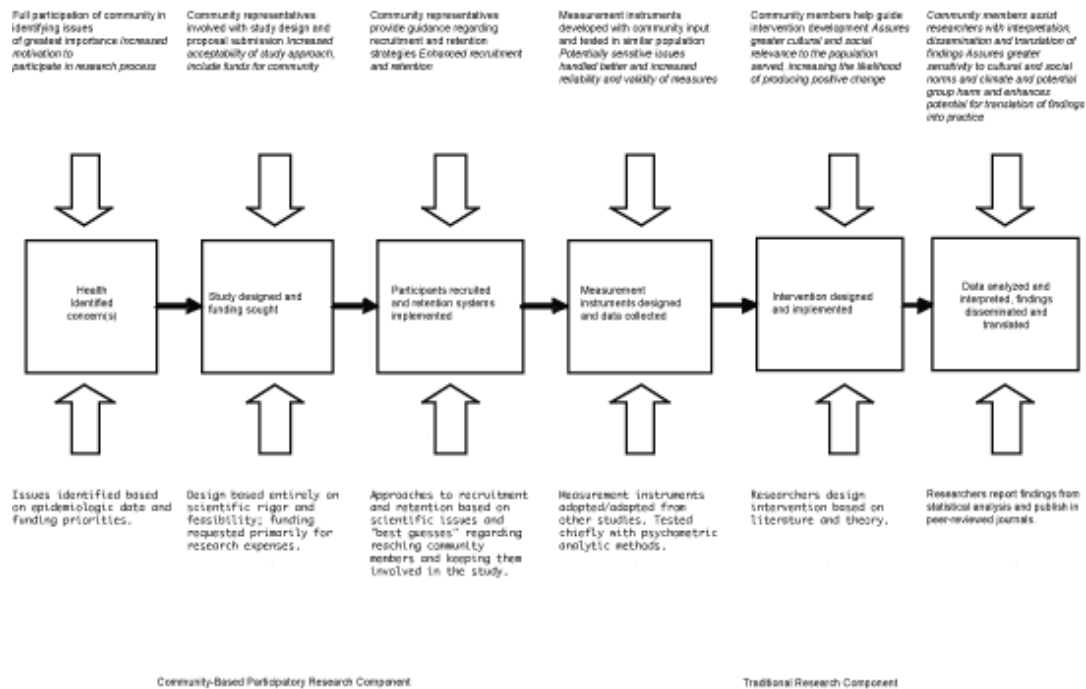 Full participation of community in
identifying issues
of greatest importance Increased
motivation to
participate in research process
Community representatives
involved with study design and
proposal submission Increased
acceptability of study approach,
include funds for community
Community representatives
provide guidance regarding
recruitment and retention
strategies Enhanced recruitment
and retention
Measurement instruments
developed with community input
and tested in similar population
Potentially sensitive issues
handled better and increased
reliability and validity of measures
Community members help guide
intervention development Assures
greater cultural and social
relevance to the population
served, increasing the likelihood
of producing positive change
Community members assist
researchers with interpretation,
dissemination and translation of
findings Assures greater
sensitivity to cultural and social
norms and climate and potential
group harm and enhances
potential for translation of findings
into practice
Health
Identified
concern(s)
Study designed and
funding sought
Participants recruited
and retention systems
implemented
Measurement
instruments designed
and data collected
Intervention designed
and implemented
Data analyzed and
interpreted, findings
disseminated and
translated
Issues identified based
on epidemiologic data and
funding priorities.
Design based entirely on
scientific rigor and
feasibility; funding
requested primarily for
research expenses.
Approaches to recruitment
and retention based on
scientific issues and
"best guesses" regarding
reaching community
members and keeping them
involved in the study.
Measurement instruments
adopted/adapted from
other studies. Tested
chiefly with psychometric
analytic methods.
Researchers design
intervention based on
literature and theory.
Researchers report findings from
statistical analysis and publish in
peer-reviewed journals.
Community-Based Participatory Research Component
Traditional Research Component